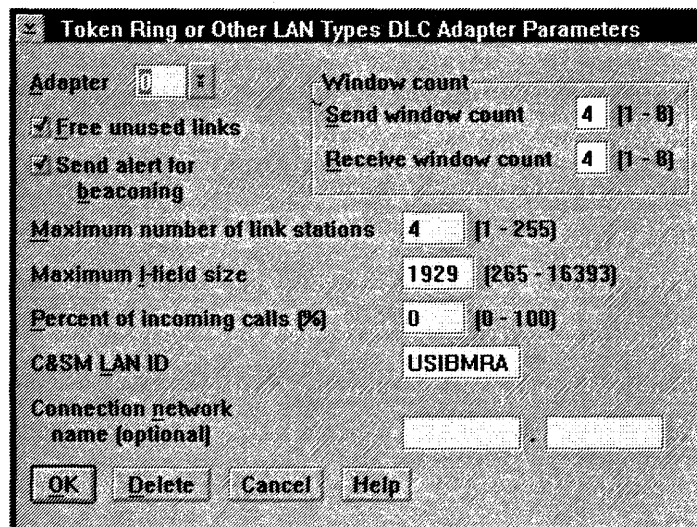 Token Ring or Other LAN Types DLC Adapter Parameters
Adapter 0
Free unused links
Send alert for
beaconing
Window count
Send window count 4 (1 - 8)
Receive window count 4 (1 - 8)
Maximum number of link stations 4 (1 - 255)
Maximum I-field size 1929 (265 - 16393)
Percent of incoming calls (%) 0 (0 - 100)
C&SM LAN ID USIBMRA
Connection network
name (optional) .
OK Delete Cancel Help